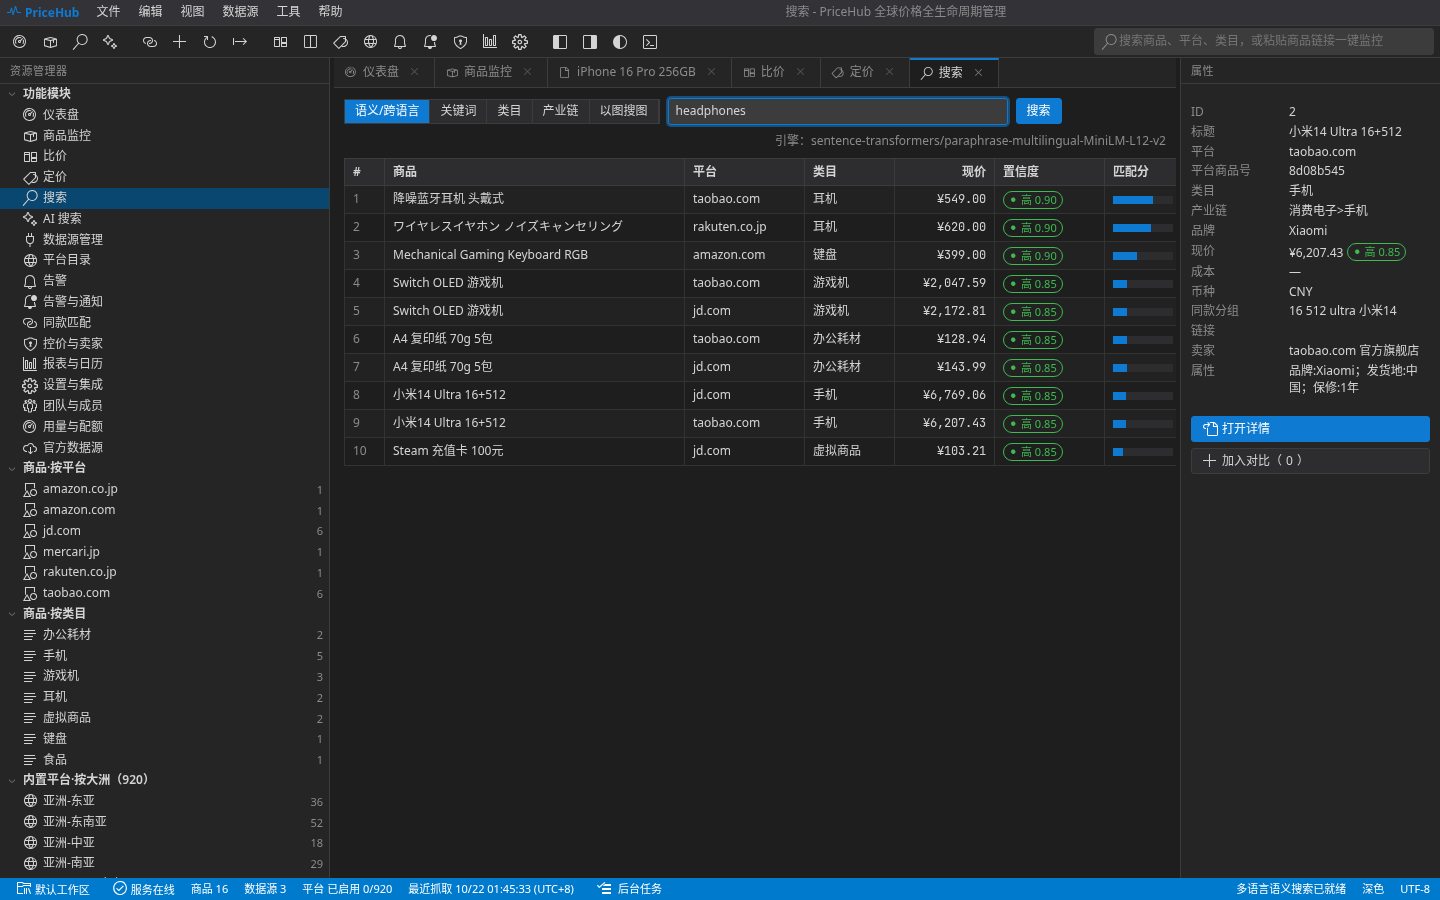 PriceHub 文件 编辑 视图 数据源 工具 帮助 搜索 - PriceHub 全球价格全生命周期管理
搜索商品、平台、类目，或粘贴商品链接一键监控
资源管理器
功能模块
仪表盘
商品监控
比价
定价
搜索
AI 搜索
数据源管理
平台目录
告警
告警与通知
同款匹配
控价与卖家
报表与日历
设置与集成
团队与成员
用量与配额
官方数据源
商品·按平台
amazon.co.jp 1
amazon.com 1
jd.com 6
mercari.jp 1
rakuten.co.jp 1
taobao.com 6
商品·按类目
办公耗材 2
手机 5
游戏机 3
耳机 2
虚拟商品 2
键盘 1
食品 1
内置平台·按大洲（920）
亚洲-东亚 36
亚洲-东南亚 52
亚洲-中亚 18
亚洲-南亚 29
仪表盘 商品监控 iPhone 16 Pro 256GB 比价 定价 搜索
语义/跨语言 关键词 类目 产业链 以图搜图 headphones 搜索
引擎：sentence-transformers/paraphrase-multilingual-MiniLM-L12-v2
# 商品 平台 类目 现价 置信度 匹配分
1 降噪蓝牙耳机 头戴式 taobao.com 耳机 ¥549.00 高 0.90
2 ワイヤレスイヤホン ノイズキャンセリング rakuten.co.jp 耳机 ¥620.00 高 0.90
3 Mechanical Gaming Keyboard RGB amazon.com 键盘 ¥399.00 高 0.90
4 Switch OLED 游戏机 taobao.com 游戏机 ¥2,047.59 高 0.85
5 Switch OLED 游戏机 jd.com 游戏机 ¥2,172.81 高 0.85
6 A4 复印纸 70g 5包 taobao.com 办公耗材 ¥128.94 高 0.85
7 A4 复印纸 70g 5包 jd.com 办公耗材 ¥143.99 高 0.85
8 小米14 Ultra 16+512 jd.com 手机 ¥6,769.06 高 0.85
9 小米14 Ultra 16+512 taobao.com 手机 ¥6,207.43 高 0.85
10 Steam 充值卡 100元 jd.com 虚拟商品 ¥103.21 高 0.85
属性
ID 2
标题 小米14 Ultra 16+512
平台 taobao.com
平台商品号 8d08b545
类目 手机
产业链 消费电子>手机
品牌 Xiaomi
现价 ¥6,207.43 高 0.85
成本 —
币种 CNY
同款分组 16 512 ultra 小米14
链接
卖家 taobao.com 官方旗舰店
属性 品牌:Xiaomi；发货地:中
国；保修:1年
打开详情
加入对比（ 0 ）
默认工作区 服务在线 商品 16 数据源 3 平台 已启用 0/920 最近抓取 10/22 01:45:33 (UTC+8) 后台任务 多语言语义搜索已就绪 深色 UTF-8